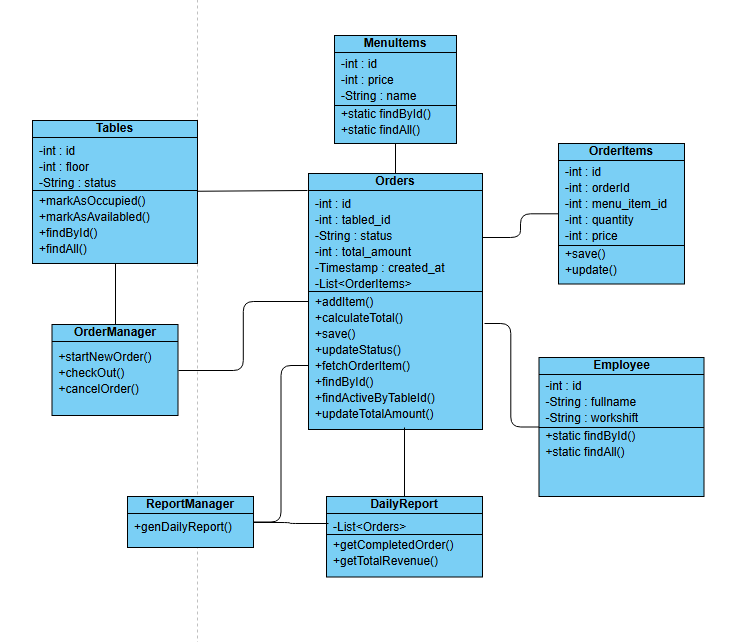 MenuItems
-int : id
-int : price
-String : name
+static findById()
+static findAll()
Tables
-int : id
-int : floor
-String : status
+markAsOccupied()
+markAsAvailabled()
+findById()
+findAll()
OrderItems
-int : id
-int : orderId
-int : menu_item_id
-int : quantity
-int : price
+save()
+update()
Orders
-int : id
-int : tabled_id
-String : status
-int : total_amount
-Timestamp : created_at
-List<OrderItems>
+addItem()
+calculateTotal()
+save()
+updateStatus()
+fetchOrderItem()
+findById()
+findActiveByTableId()
+updateTotalAmount()
OrderManager
+startNewOrder()
+checkOut()
+cancelOrder()
Employee
-int : id
-String : fullname
-String : workshift
+static findById()
+static findAll()
ReportManager
+genDailyReport()
DailyReport
-List<Orders>
+getCompletedOrder()
+getTotalRevenue()